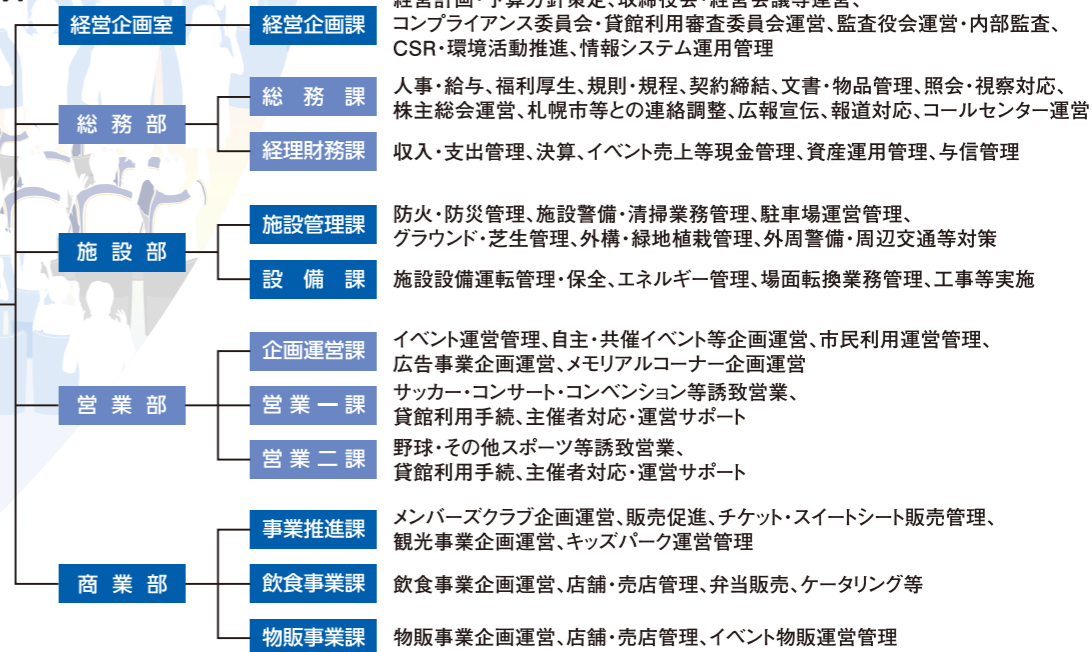 経営計画・予算方針策定、取締役会・経営会議等運営、
経営企画室
経営企画課
コンプライアンス委員会・貸館利用審査委員会運営、監査役会運営・内部監査、
CSR・環境活動推進、情報システム運用管理
総務部
総務課
人事・給与、福利厚生、規則・規程、契約締結、文書・物品管理、照会・視察対応、
株主総会運営、札幌市等との連絡調整、広報宣伝、報道対応、コールセンター運営
経理財務課
収入・支出管理、決算、イベント売上等現金管理、資産運用管理、与信管理
施設部
施設管理課
防火・防災管理、施設警備・清掃業務管理、駐車場運営管理、
グラウンド・芝生管理、外構・緑地植栽管理、外周警備・周辺交通等対策
設備課
施設設備運転管理・保全、エネルギー管理、場面転換業務管理、工事等実施
営業部
企画運営課
イベント運営管理、自主・共催イベント等企画運営、市民利用運営管理、
広告事業企画運営、メモリアルコーナー企画運営
営業一課
サッカー・コンサート・コンベンション等誘致営業、
貸館利用手続、主催者対応・運営サポート
営業二課
野球・その他スポーツ等誘致営業、
貸館利用手続、主催者対応・運営サポート
商業部
事業推進課
メンバーズクラブ企画運営、販売促進、チケット・スイートシート販売管理、
観光事業企画運営、キッズパーク運営管理
飲食事業課
飲食事業企画運営、店舗・売店管理、弁当販売、ケータリング等
物販事業課
物販事業企画運営、店舗・売店管理、イベント物販運営管理